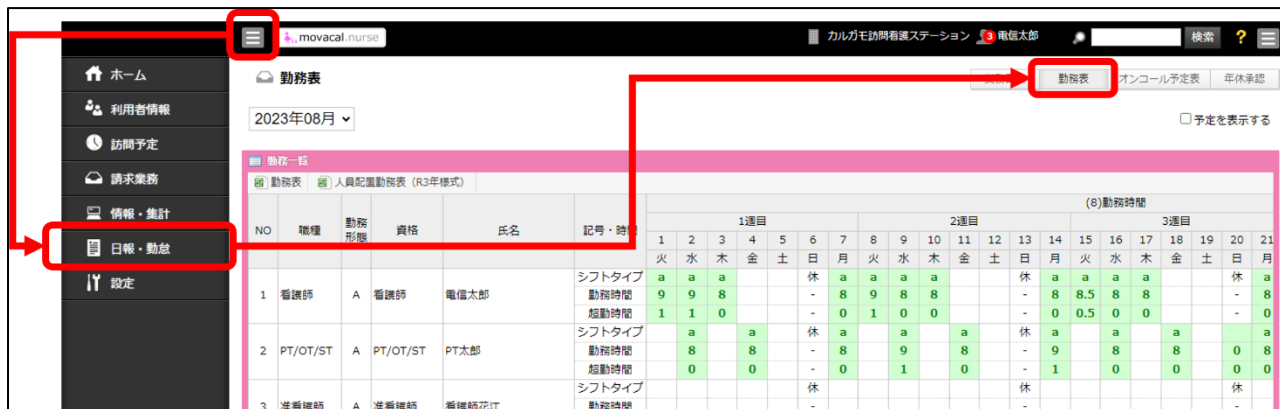 movacal.nurse カルガモ訪問看護ステーション 3 電信太郎 検索 ?
ホーム
利用者情報
訪問予定
請求業務
情報・集計
日報・勤怠
設定
勤務表
勤務表 オンコール予定表 年休承認
2023年08月
予定を表示する
勤務一覧
勤務表 人員配置勤務表（R3年様式）
(8)勤務時間
NO 職種 勤務形態 資格 氏名 記号・時間 1週目 2週目 3週目
1 2 3 4 5 6 7 8 9 10 11 12 13 14 15 16 17 18 19 20 21
火 水 木 金 土 日 月 火 水 木 金 土 日 月 火 水 木 金 土 日 月
シフトタイプ a a a 休 a a a a 休 a a a a 休 a
1 看護師 A 看護師 電信太郎 勤務時間 9 9 8 - 8 9 8 8 - 8 8.5 8 8 - 8
超勤時間 1 1 0 - 0 1 0 0 - 0 0.5 0 0 - 0
シフトタイプ a a 休 a a a 休 a a a a
2 PT/OT/ST A PT/OT/ST PT太郎 勤務時間 8 8 - 8 9 8 - 9 8 8 0 8
超勤時間 0 0 - 0 1 0 - 1 0 0 0 0
シフトタイプ 休 休 休
3 准看護師 A 准看護師 看護師花江 勤務時間 - - -